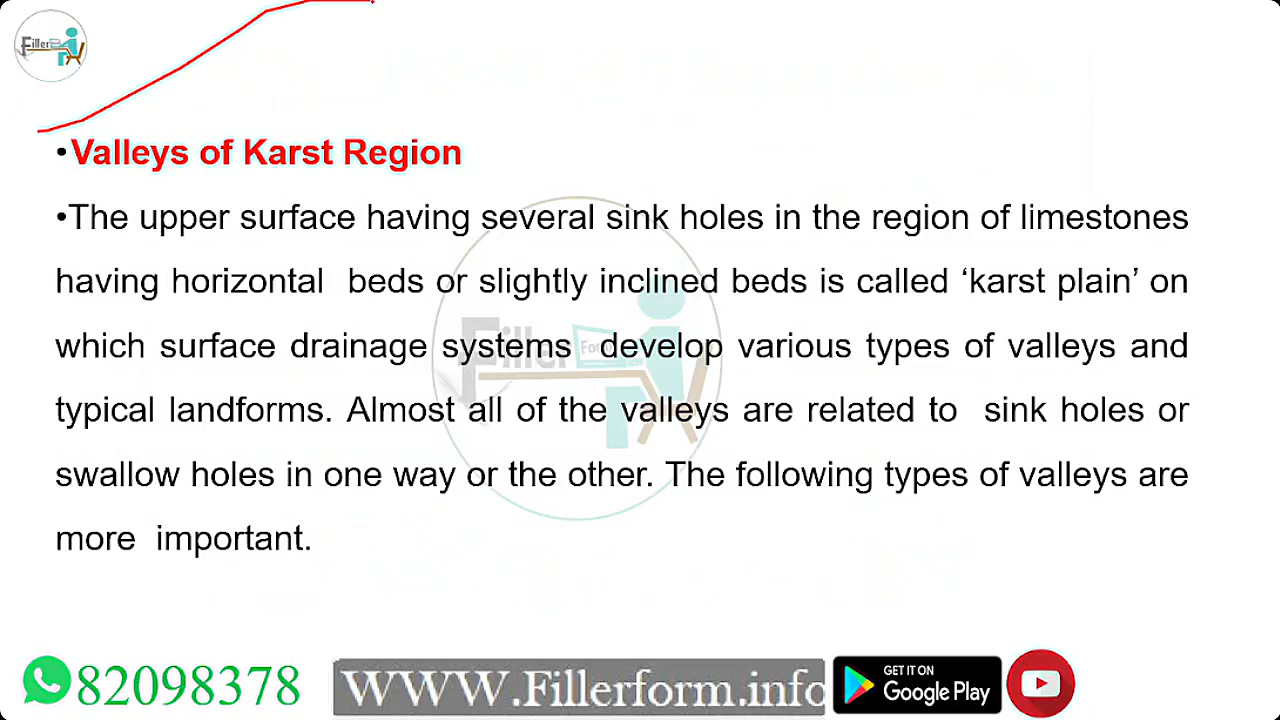 Filler
•Valleys of Karst Region
•The upper surface having several sink holes in the region of limestones
having horizontal beds or slightly inclined beds is called ‘karst plain’ on
which surface drainage systems develop various types of valleys and
typical landforms. Almost all of the valleys are related to sink holes or
swallow holes in one way or the other. The following types of valleys are
more important.
Filler Form
82098378
WWW.Fillerform.info
GET IT ON
Google Play